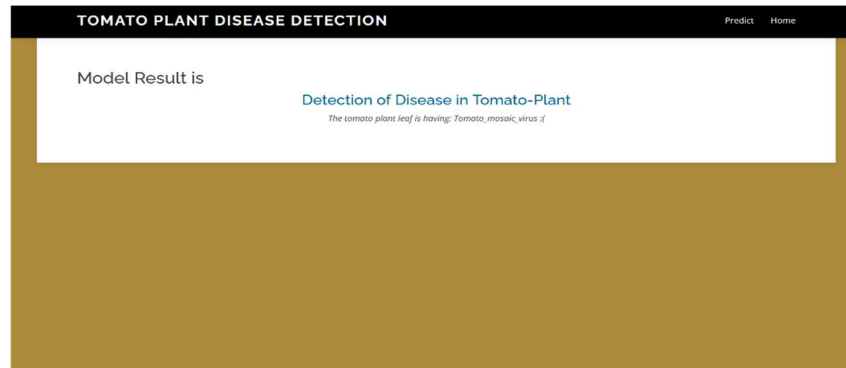 TOMATO PLANT DISEASE DETECTION
Predict Home
Model Result is
Detection of Disease in Tomato-Plant
The tomato plant leaf is having: Tomato_mosaic_virus :(